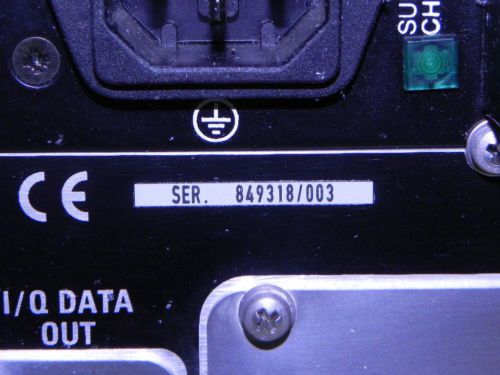 SU
CH
CE
SER. 849318/003
I/Q DATA
OUT